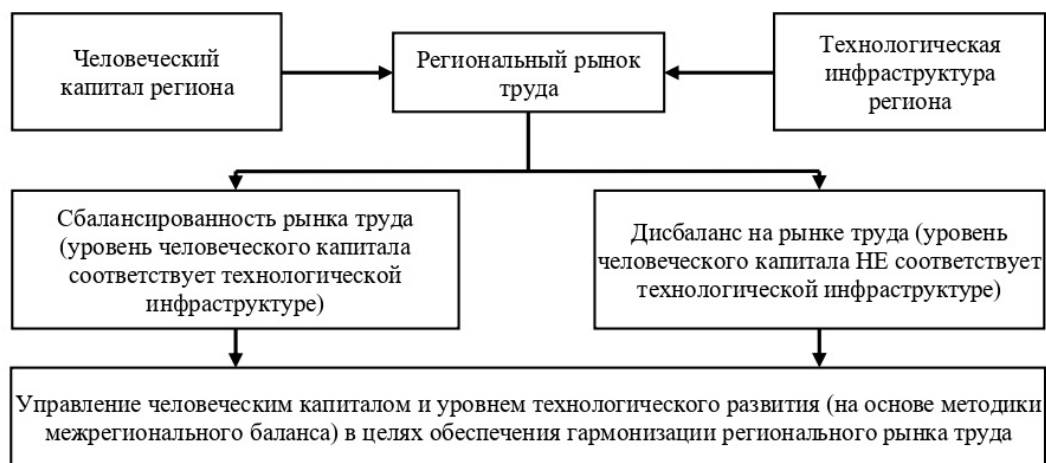 Человеческий
капитал региона
Региональный рынок
труда
Технологическая
инфраструктура
региона
Сбалансированность рынка труда
(уровень человеческого капитала
соответствует технологической
инфраструктуре)
Дисбаланс на рынке труда (уровень
человеческого капитала НЕ соответствует
технологической инфраструктуре)
Управление человеческим капиталом и уровнем технологического развития (на основе методики
межрегионального баланса) в целях обеспечения гармонизации регионального рынка труда